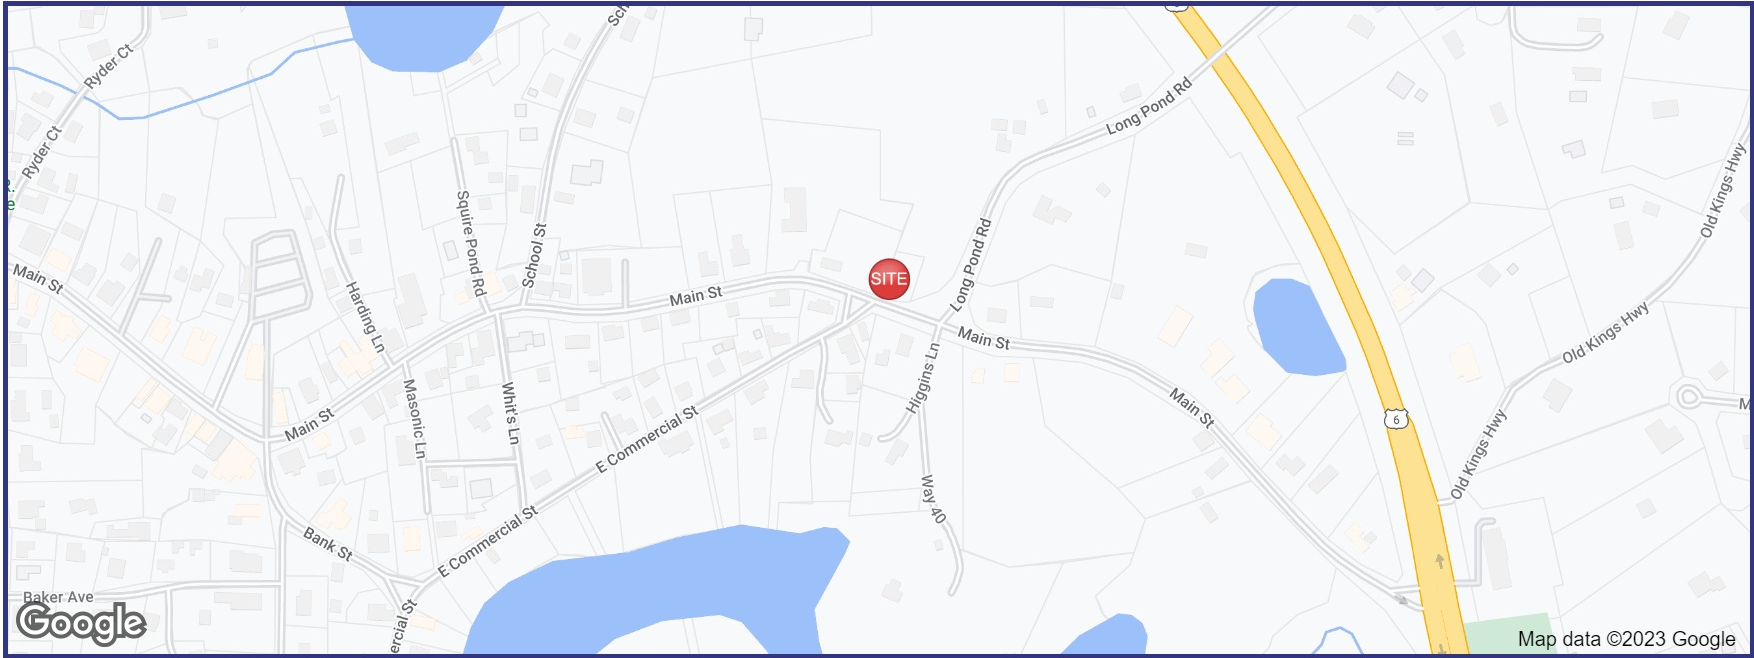 Sch
Ryder Ct
Long Pond Rd
Ryder Ct
Old Kings Hwy
Squire Pond Rd
School St
Long Pond Rd
SITE
Main St
Main St
Harding Ln
Main St
Old Kings Hwy
Higgins Ln
Masonic Ln
Whit's Ln
Main St
M
Main St
E Commercial St
6
Old Kings Hwy
Way 40
Bank St
E Commercial St
Baker Ave
ercial St
Google
Map data ©2023 Google